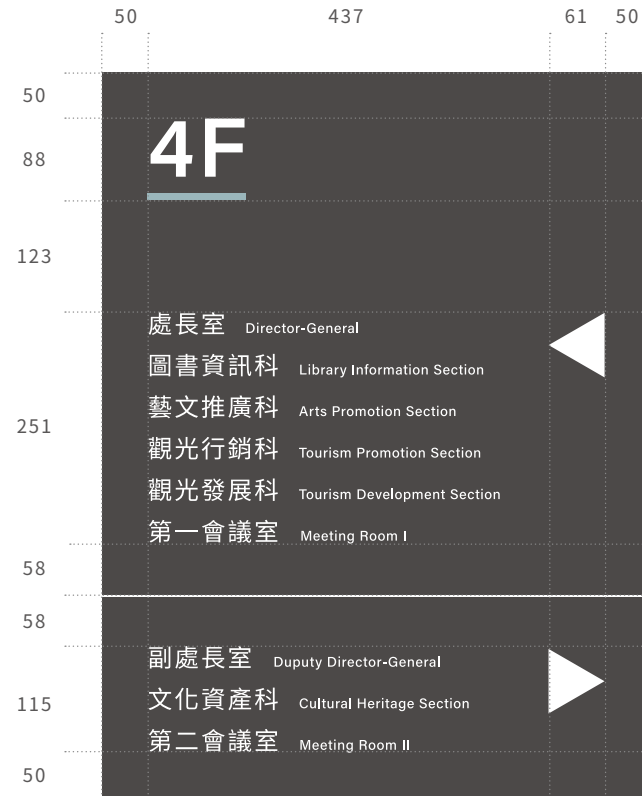 50 437 61 50
50
88
4F
123
處長室 Director-General
圖書資訊科 Library Information Section
藝文推廣科 Arts Promotion Section
251
觀光行銷科 Tourism Promotion Section
觀光發展科 Tourism Development Section
第一會議室 Meeting Room I
58
58
副處長室 Duputy Director-General
115
文化資產科 Cultural Heritage Section
第二會議室 Meeting Room II
50